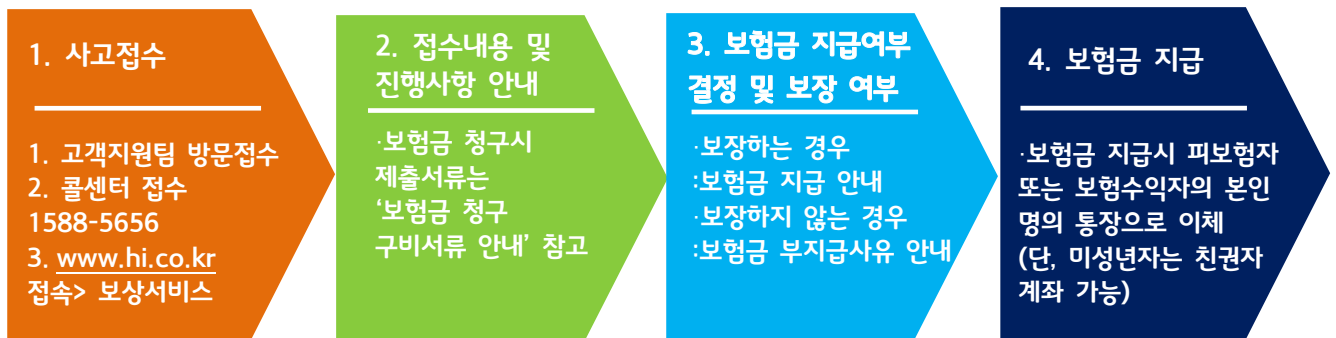 1. 사고접수
1. 고객지원팀 방문접수
2. 콜센터 접수
1588-5656
3. www.hi.co.kr
접속> 보상서비스
2. 접수내용 및
진행사항 안내
·보험금 청구시
제출서류는
‘보험금 청구
구비서류 안내’ 참고
3. 보험금 지급여부
결정 및 보장 여부
·보장하는 경우
:보험금 지급 안내
·보장하지 않는 경우
:보험금 부지급사유 안내
4. 보험금 지급
·보험금 지급시 피보험자
또는 보험수익자의 본인
명의 통장으로 이체
(단, 미성년자는 친권자
계좌 가능)